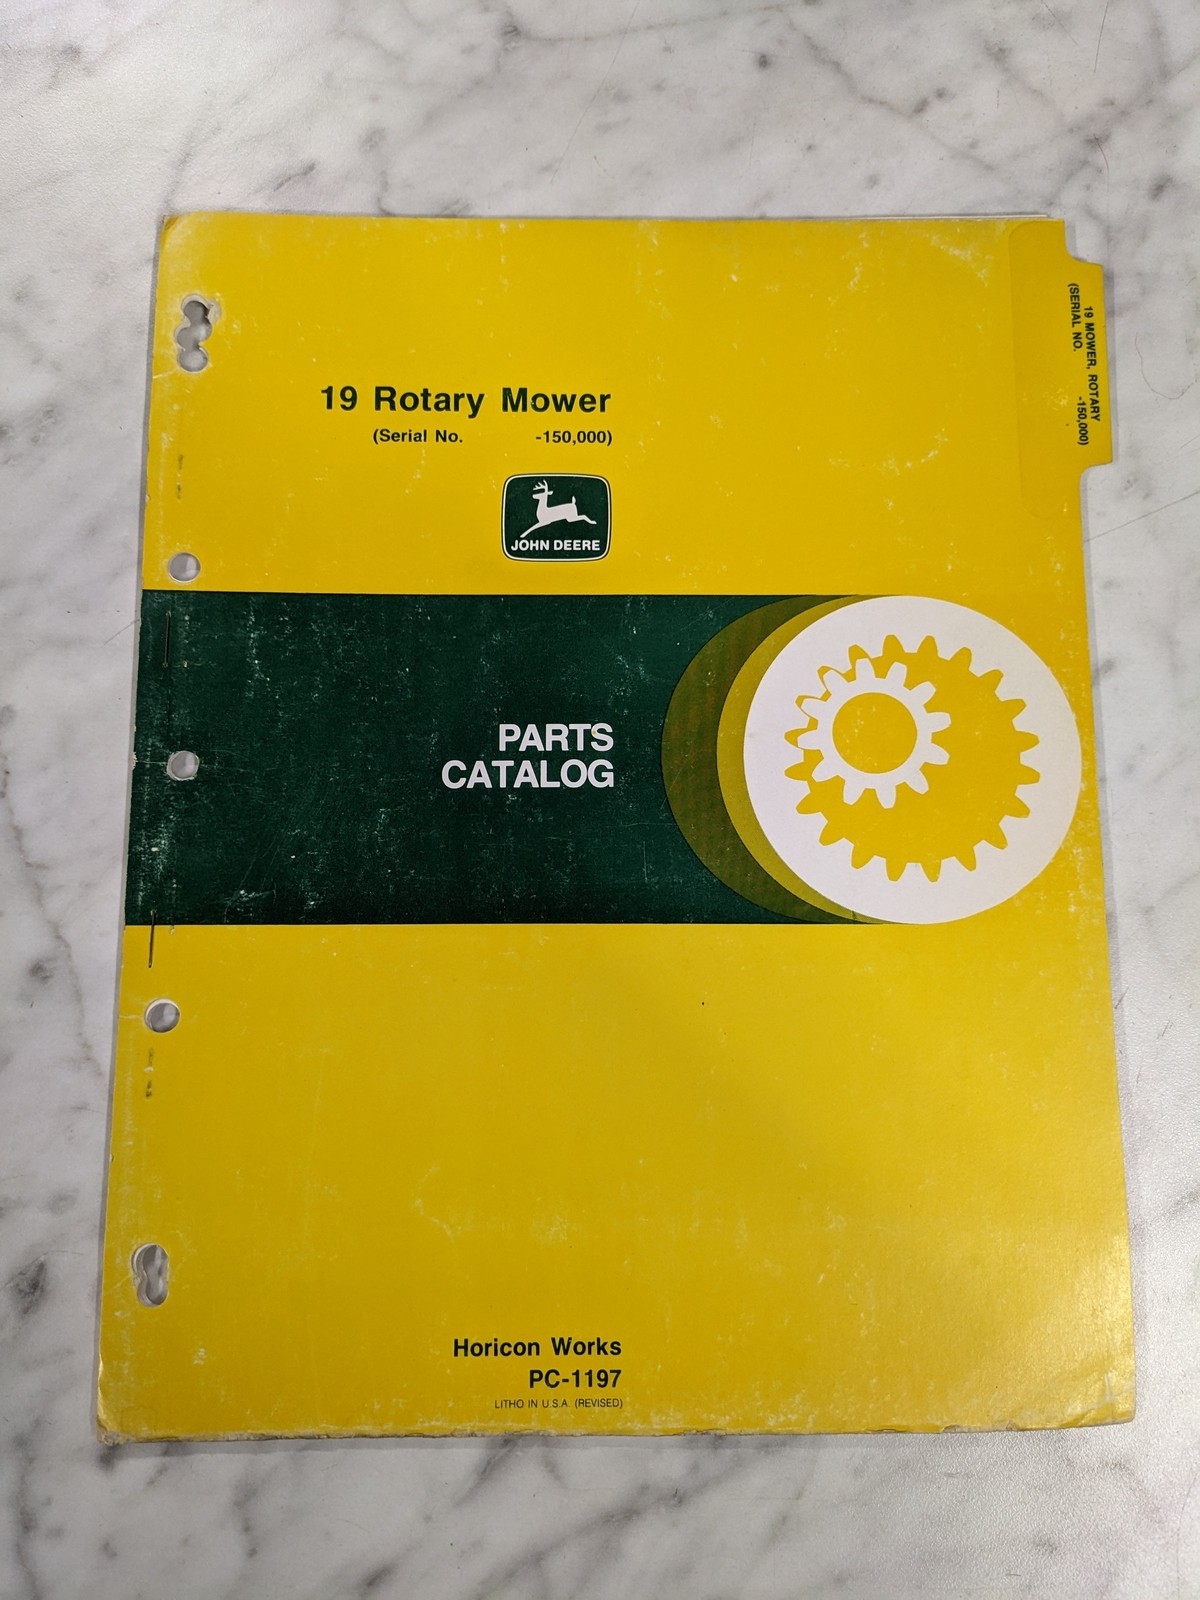 19 Rotary Mower
(Serial No. -150,000)
JOHN DEERE
19 MOWER, ROTARY
(SERIAL NO. -150,000)
PARTS
CATALOG
Horicon Works
PC-1197
LITHO IN U.S.A. (REVISED)